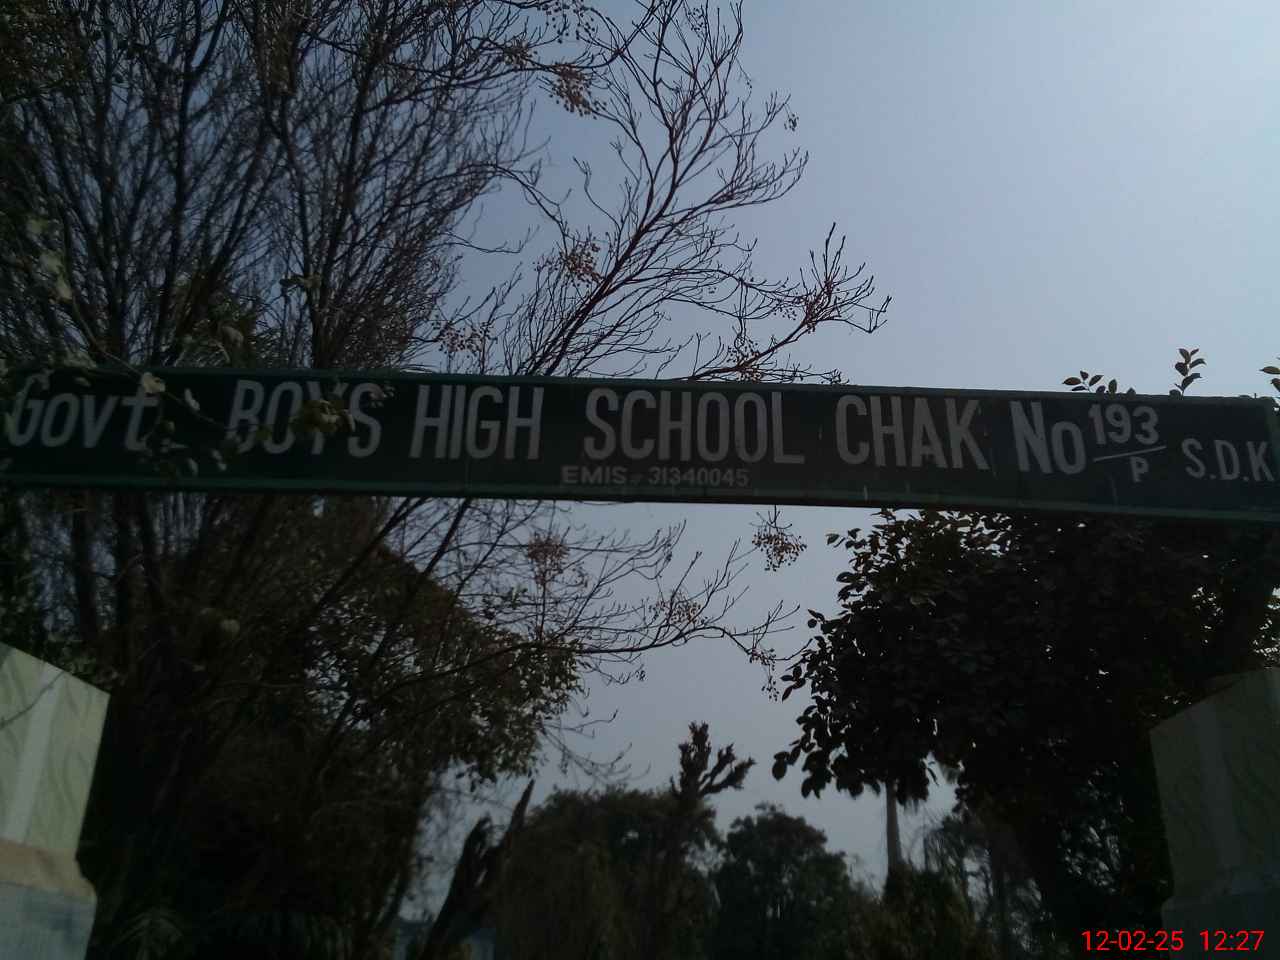 Govt. BOYS HIGH SCHOOL CHAK No 193/P S.D.K
EMIS:- 31340045
12-02-25 12:27